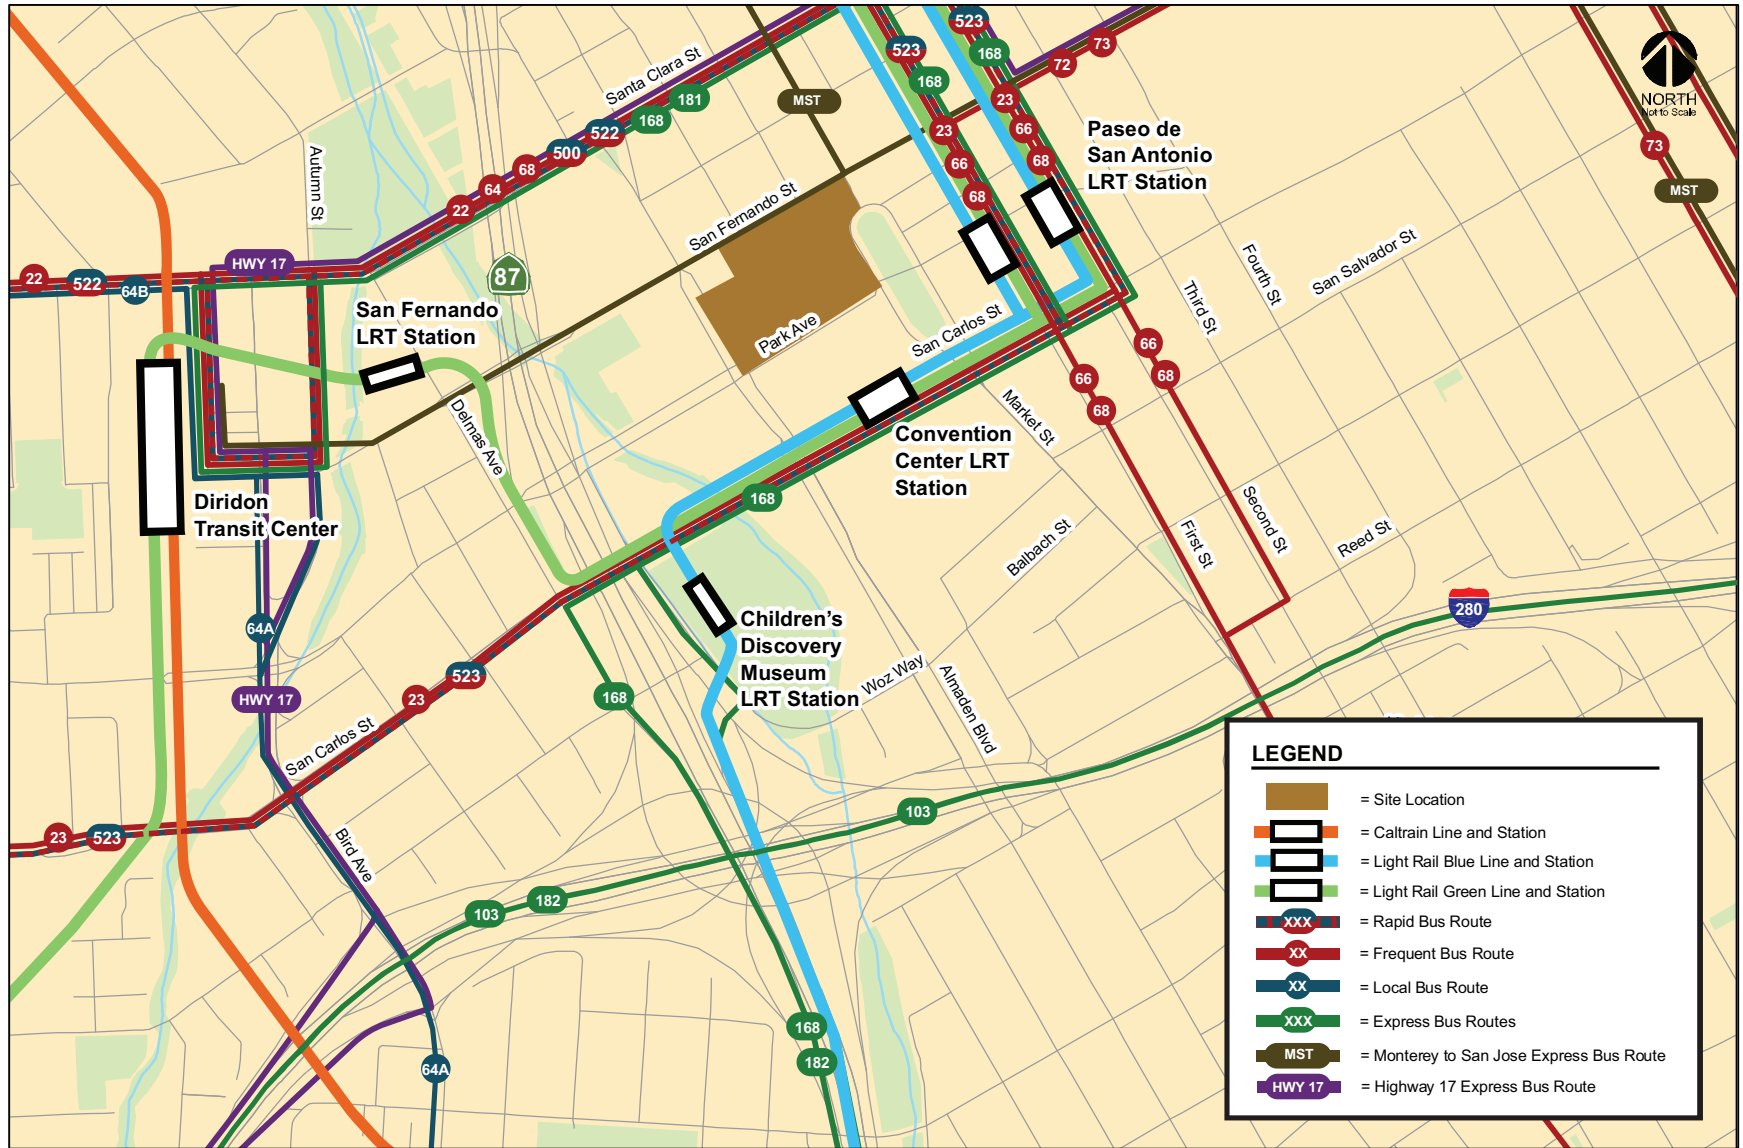 523
523
168
73
72
NORTH
Not to Scale
Santa Clara St
181
168
MST
168
23
522
500
68
64
22
23
66
68
66
68
Paseo de
San Antonio
LRT Station
73
MST
Autumn St
San Fernando St
HWY 17
22
522
64B
87
San Fernando
LRT Station
Park Ave
San Carlos St
Third St
Fourth St
San Salvador St
66
68
66
68
Delmas Ave
Market St
Convention
Center LRT
Station
168
Diridon
Transit Center
Second St
First St
Reed St
Balbach St
280
64A
Children's
Discovery
Museum
LRT Station
Woz Way
Almaden Blvd
523
23
168
HWY 17
San Carlos St
23
523
Bird Ave
103
182
103
168
182
64A
LEGEND
= Site Location
= Caltrain Line and Station
= Light Rail Blue Line and Station
= Light Rail Green Line and Station
XXX = Rapid Bus Route
XX = Frequent Bus Route
XX = Local Bus Route
XXX = Express Bus Routes
MST = Monterey to San Jose Express Bus Route
HWY 17 = Highway 17 Express Bus Route